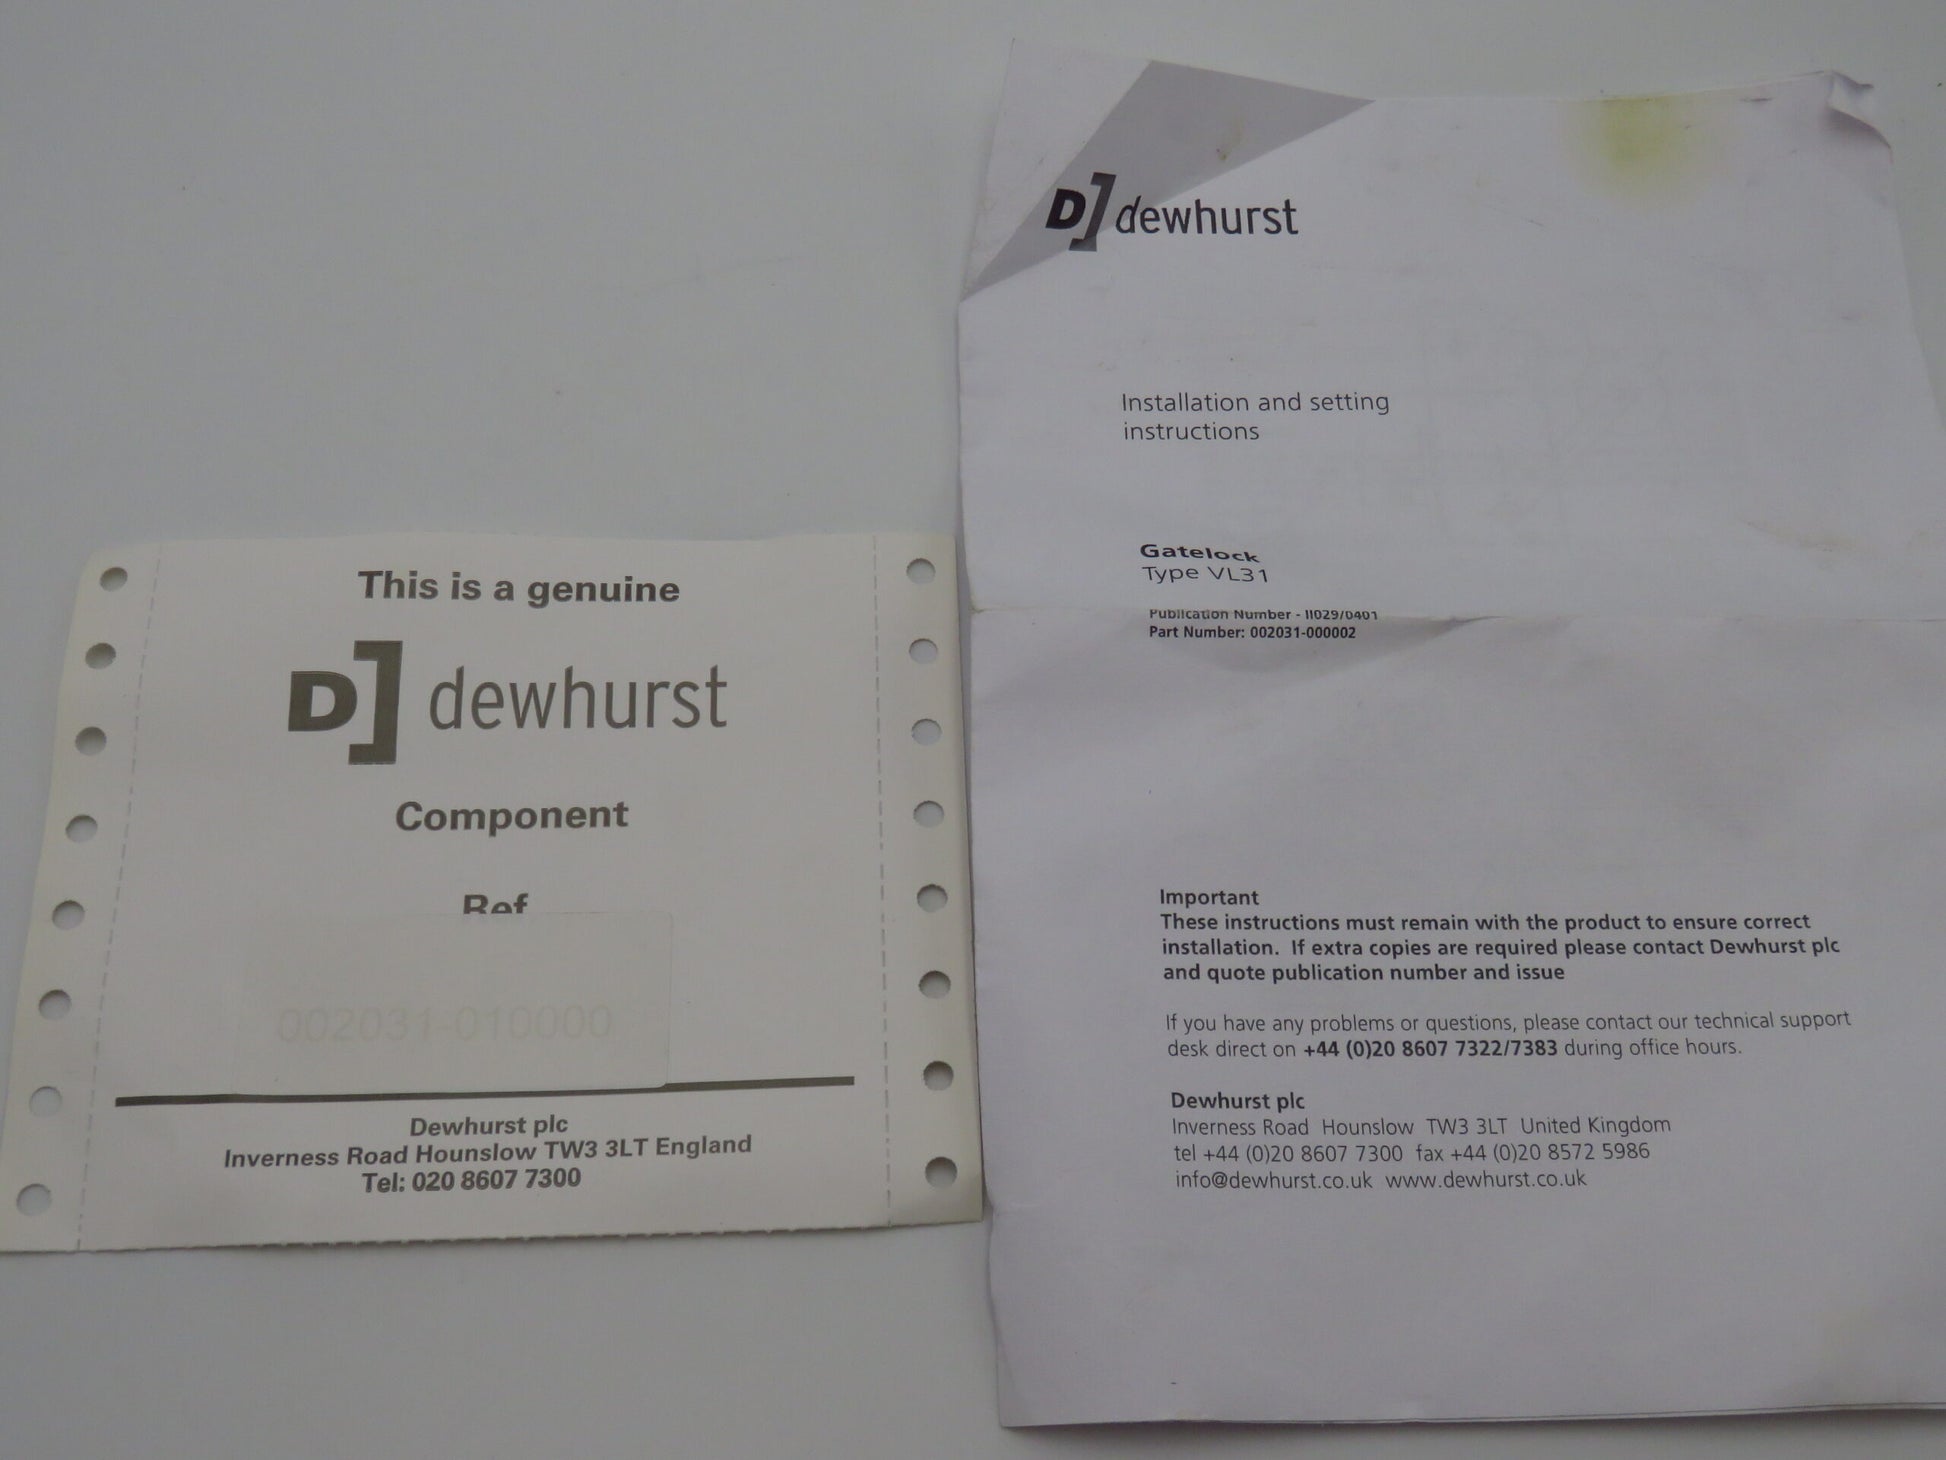 This is a genuine
D] dewhurst
Component
Ref
002031-010000
Dewhurst plc
Inverness Road Hounslow TW3 3LT England
Tel: 020 8607 7300
D] dewhurst
Installation and setting
instructions
Gatelock
Type VL31
Publication Number - II029/0401
Part Number: 002031-000002
Important
These instructions must remain with the product to ensure correct
installation. If extra copies are required please contact Dewhurst plc
and quote publication number and issue
If you have any problems or questions, please contact our technical support
desk direct on +44 (0)20 8607 7322/7383 during office hours.
Dewhurst plc
Inverness Road Hounslow TW3 3LT United Kingdom
tel +44 (0)20 8607 7300 fax +44 (0)20 8572 5986
info@dewhurst.co.uk www.dewhurst.co.uk